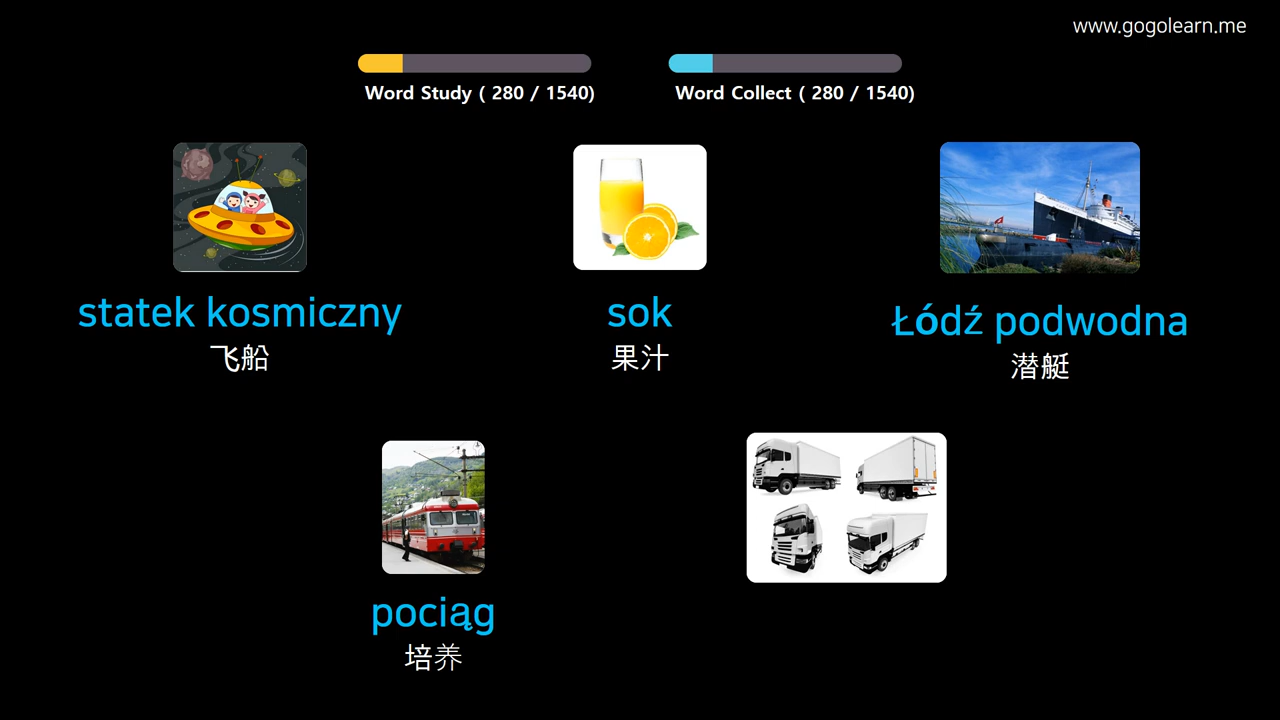 www.gogolearn.me
Word Study ( 280 / 1540)
Word Collect ( 280 / 1540)
statek kosmiczny
飞船
sok
果汁
Łódź podwodna
潜艇
pociąg
培养